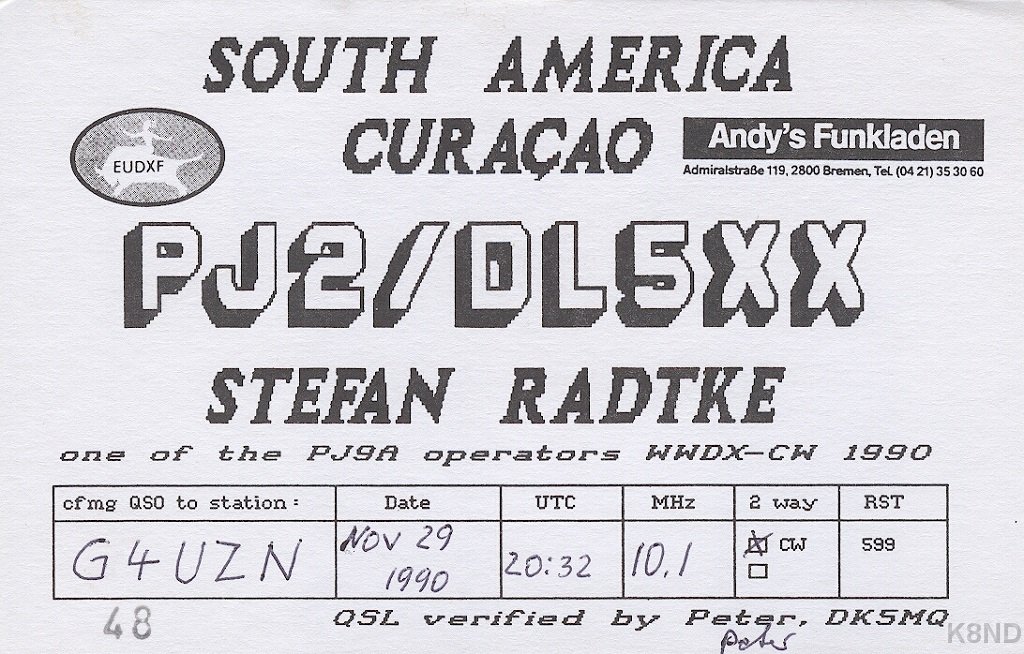 SOUTH AMERICA
CURAÇAO
EUDXF
Andy's Funkladen
Admiralstraße 119, 2800 Bremen, Tel. (04 21) 35 30 60
PJ2/DL5XX
STEFAN RADTKE
one of the PJ9A operators WWDX-CW 1990
cfmg QSO to station: Date UTC MHz 2 way RST
G4UZN NOV 29 1990 20:32 10,1 CW 599
48
QSL verified by Peter, DK5MQ
Peter
K8ND